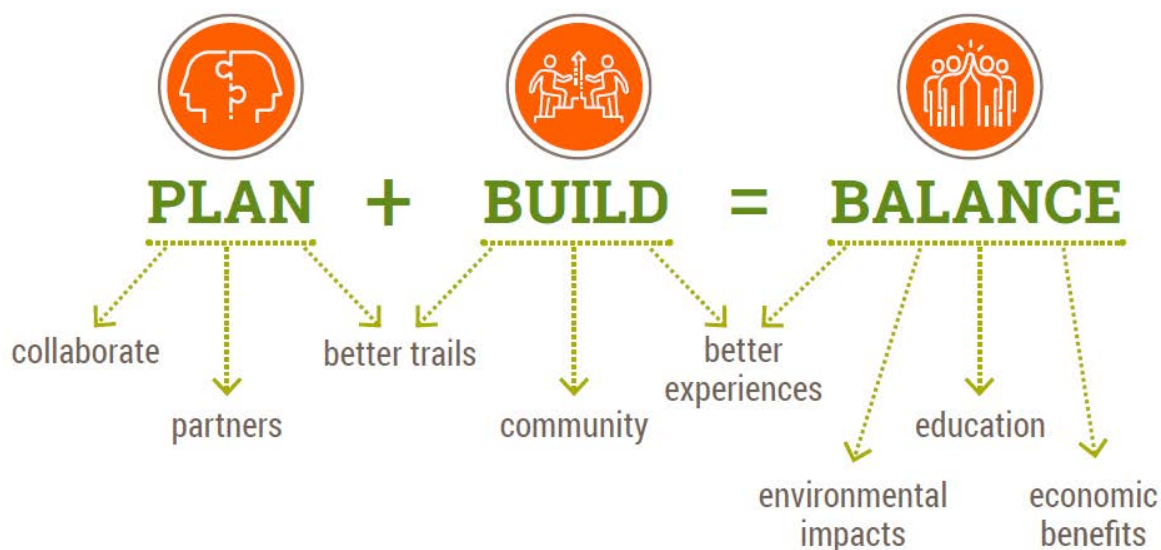 PLAN + BUILD = BALANCE
collaborate
better trails
better
experiences
partners
community
education
environmental
impacts
economic
benefits